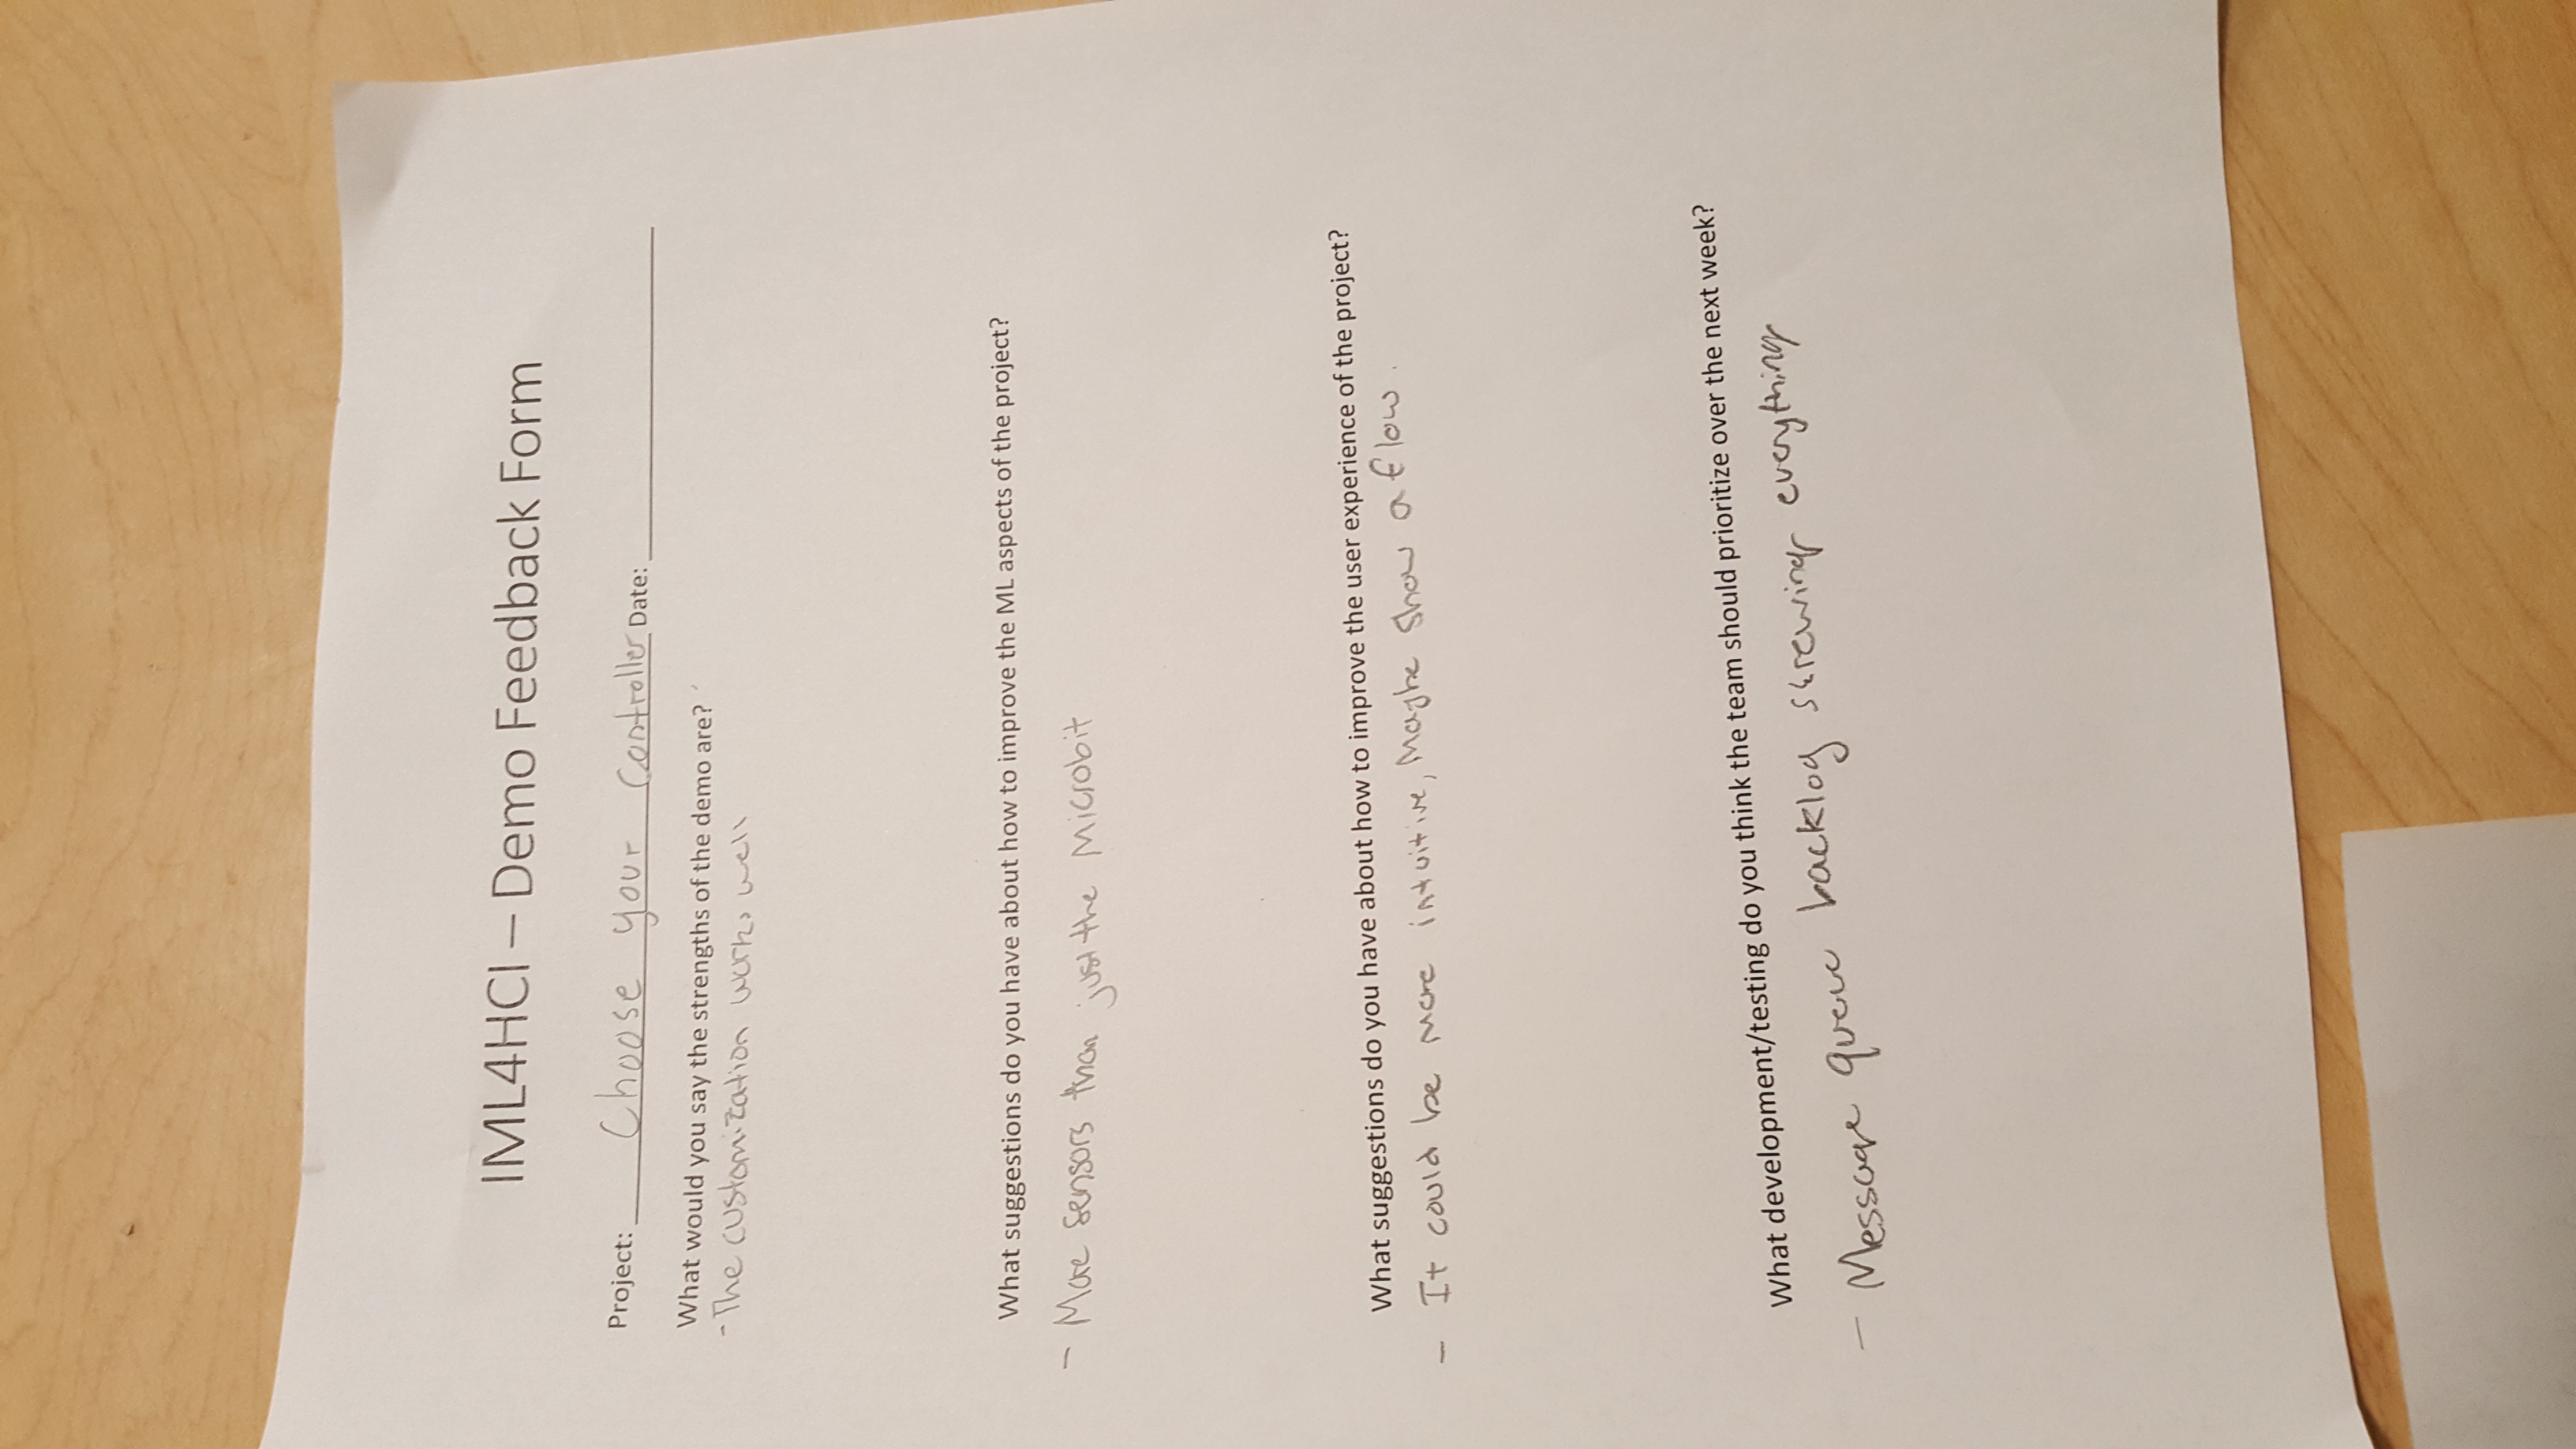 IML4HCI – Demo Feedback Form
Project: Choose your Controller Date:
What would you say the strengths of the demo are?
- The customization works well
What suggestions do you have about how to improve the ML aspects of the project?
- More sensors than just the Microbit
What suggestions do you have about how to improve the user experience of the project?
- It could be more intuitive, Maybe show a flow.
What development/testing do you think the team should prioritize over the next week?
- Message queue backlog screwing everything